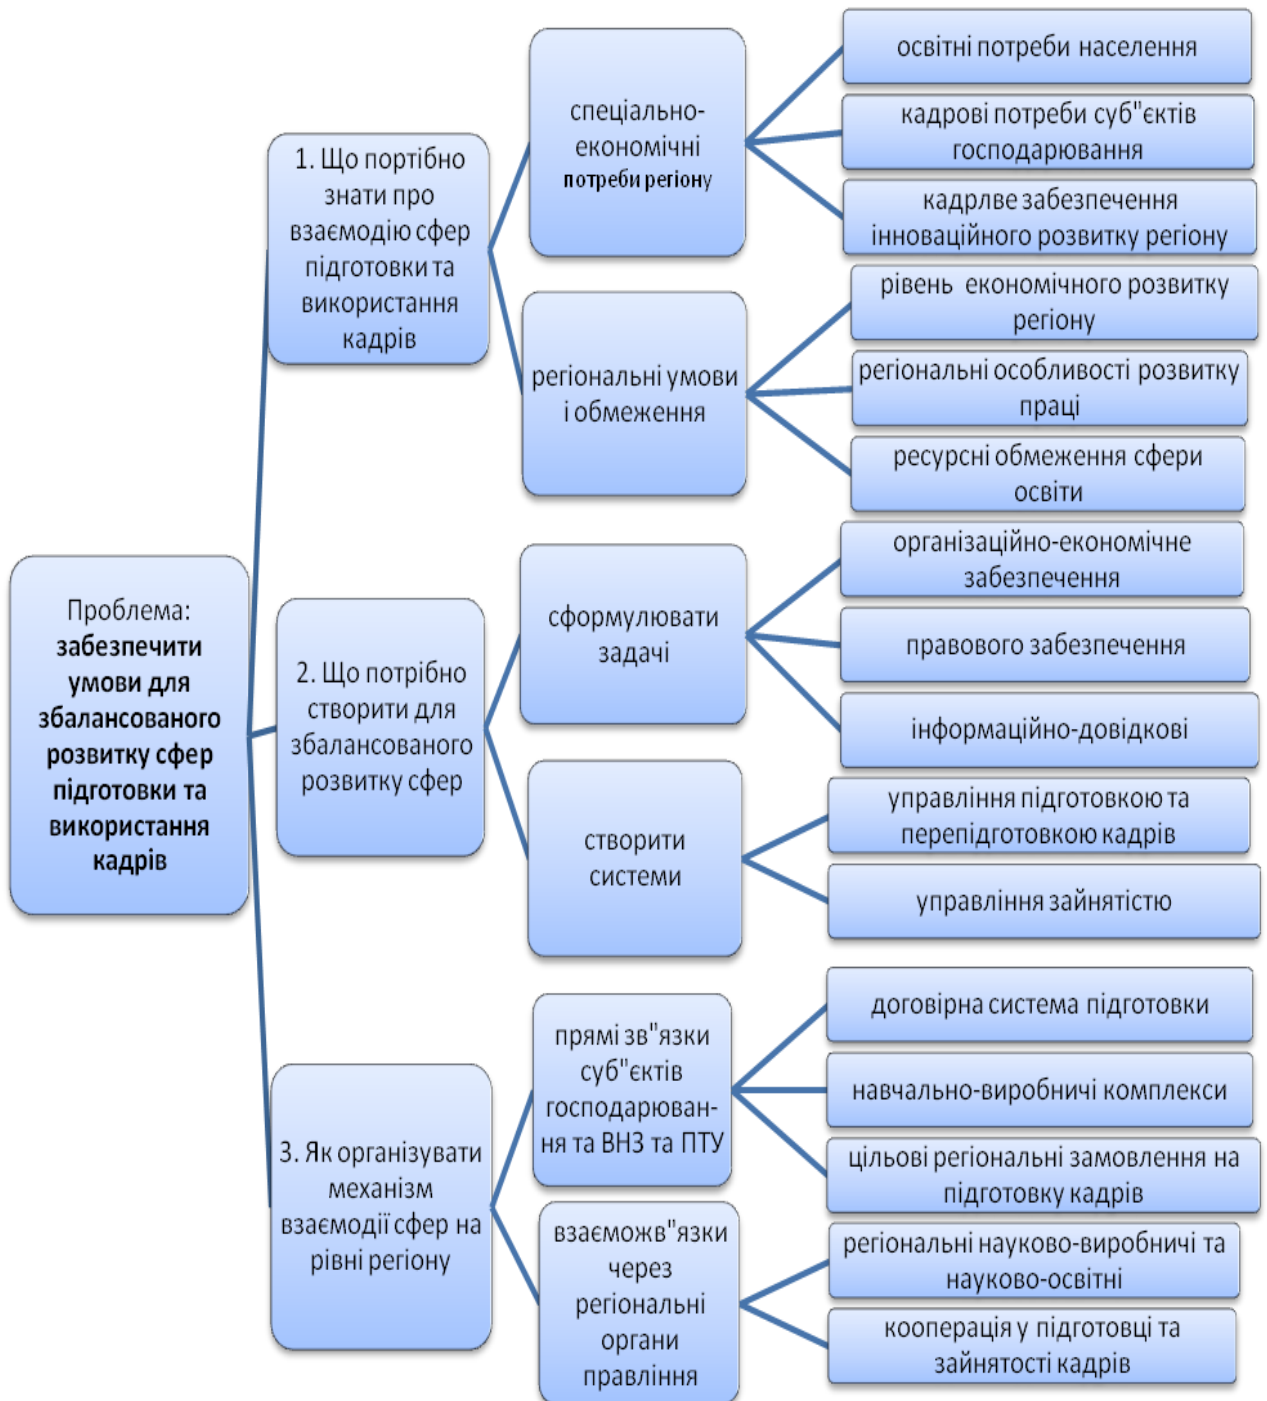 Проблема:
забезпечити
умови для
збалансованого
розвитку сфер
підготовки та
використання
кадрів
1. Що портібно
знати про
взаємодію сфер
підготовки та
використання
кадрів
спеціально-
економічні
потреби регіону
освітні потреби населення
кадрові потреби суб"єктів
господарювання
кадрлве забезпечення
інноваційного розвитку регіону
регіональні умови
і обмеження
рівень економічного розвитку
регіону
регіональні особливості розвитку
праці
ресурсні обмеження сфери
освіти
2. Що потрібно
створити для
збалансованого
розвитку сфер
сформулювати
задачі
організаційно-економічне
забезпечення
правового забезпечення
інформаційно-довідкові
створити
системи
управління підготовкою та
перепідготовкою кадрів
управління зайнятістю
3. Як організувати
механізм
взаємодії сфер на
рівні регіону
прямі зв"язки
суб"єктів
господарюван-
ня та ВНЗ та ПТУ
договірна система підготовки
навчально-виробничі комплекси
цільові регіональні замовлення на
підготовку кадрів
взаєможв"язки
через
регіональні
органи
правління
регіональні науково-виробничі та
науково-освітні
кооперація у підготовці та
зайнятості кадрів